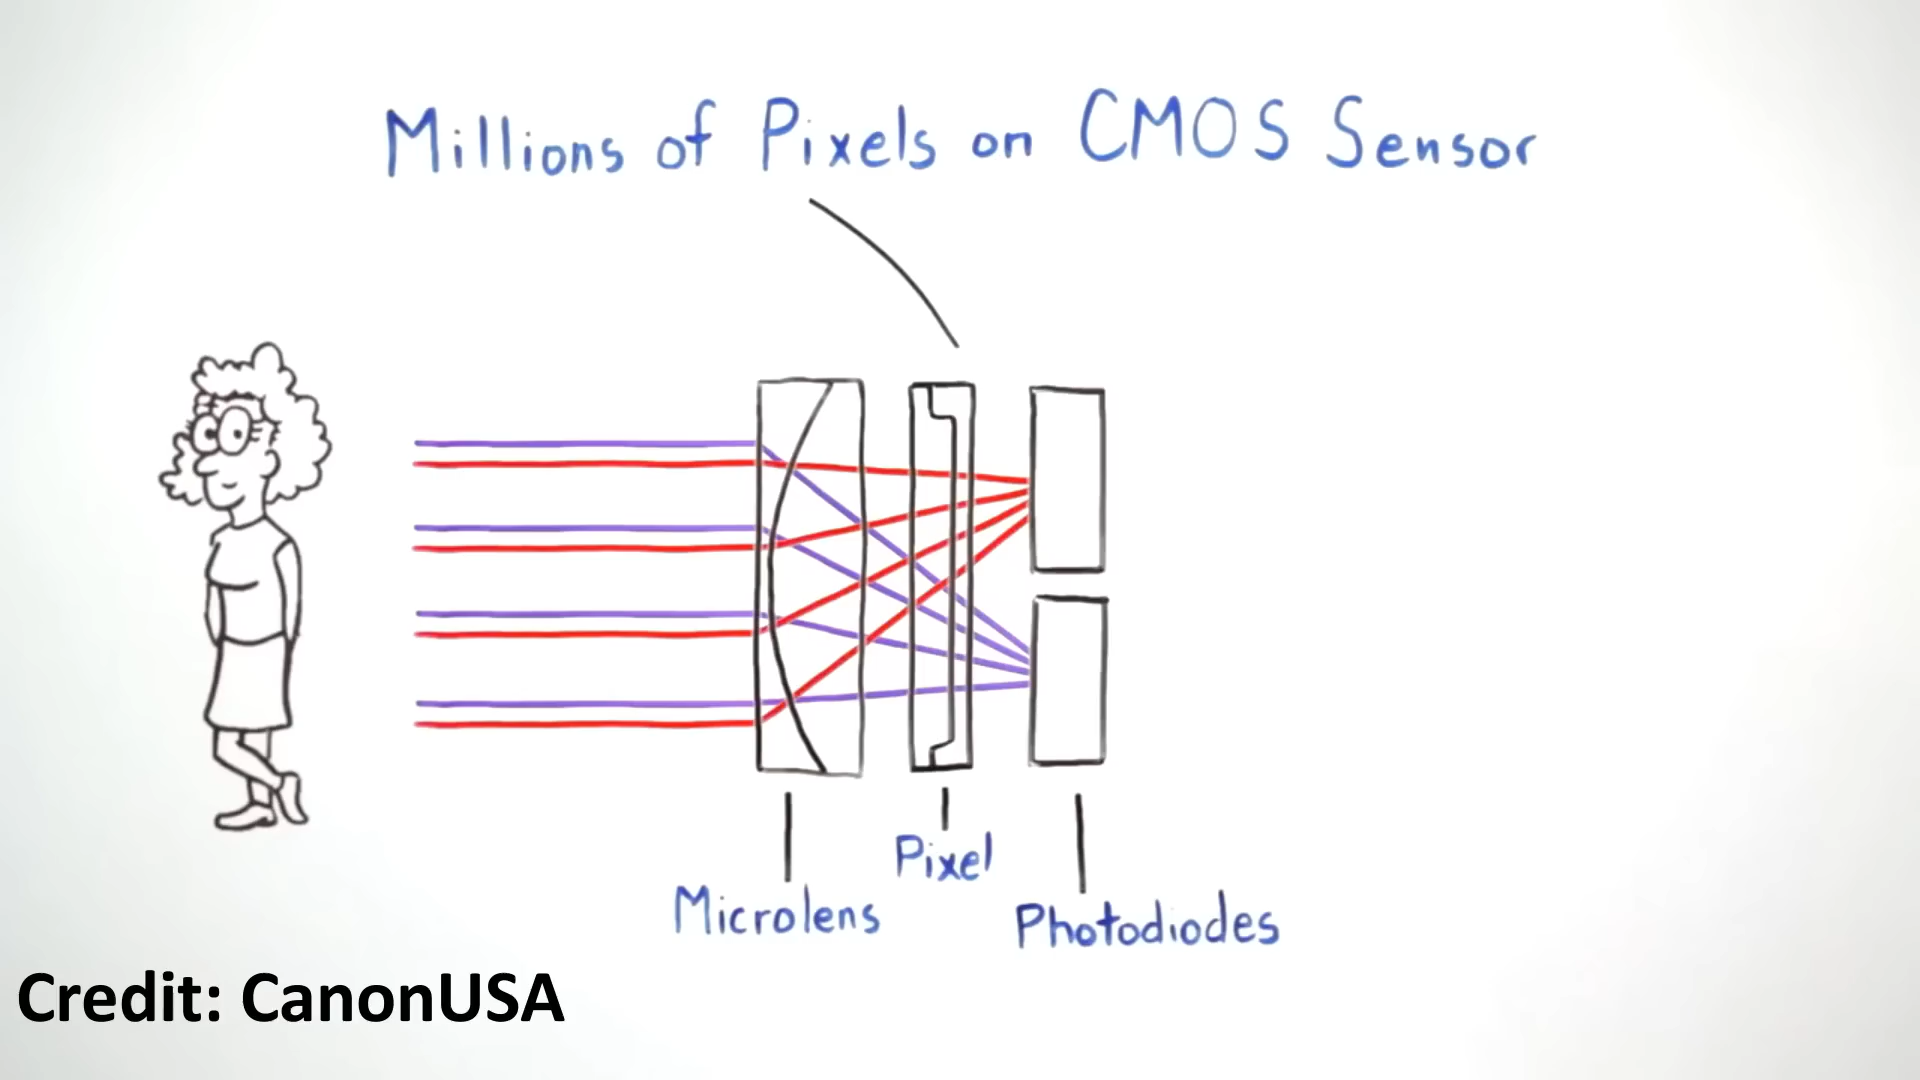 Millions of Pixels on CMOS Sensor
Pixel
Microlens
Photodiodes
Credit: CanonUSA